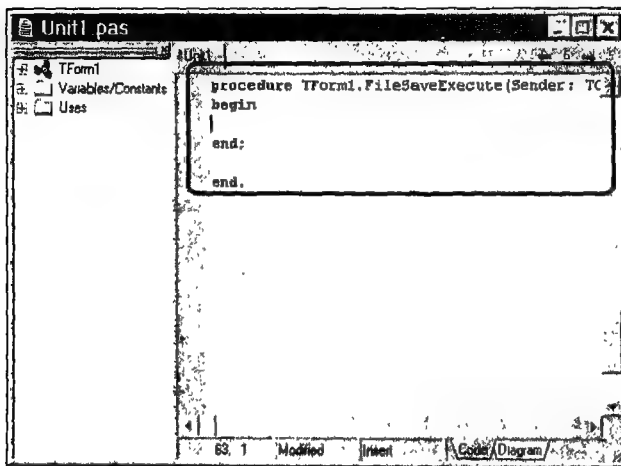 Unit1.pas
TForm1
Variables/Constants
Uses
Unit1
procedure TForm1.FileSaveExecute(Sender: TO
begin
end;
end.
63, 1 Modified Insert Code Diagram